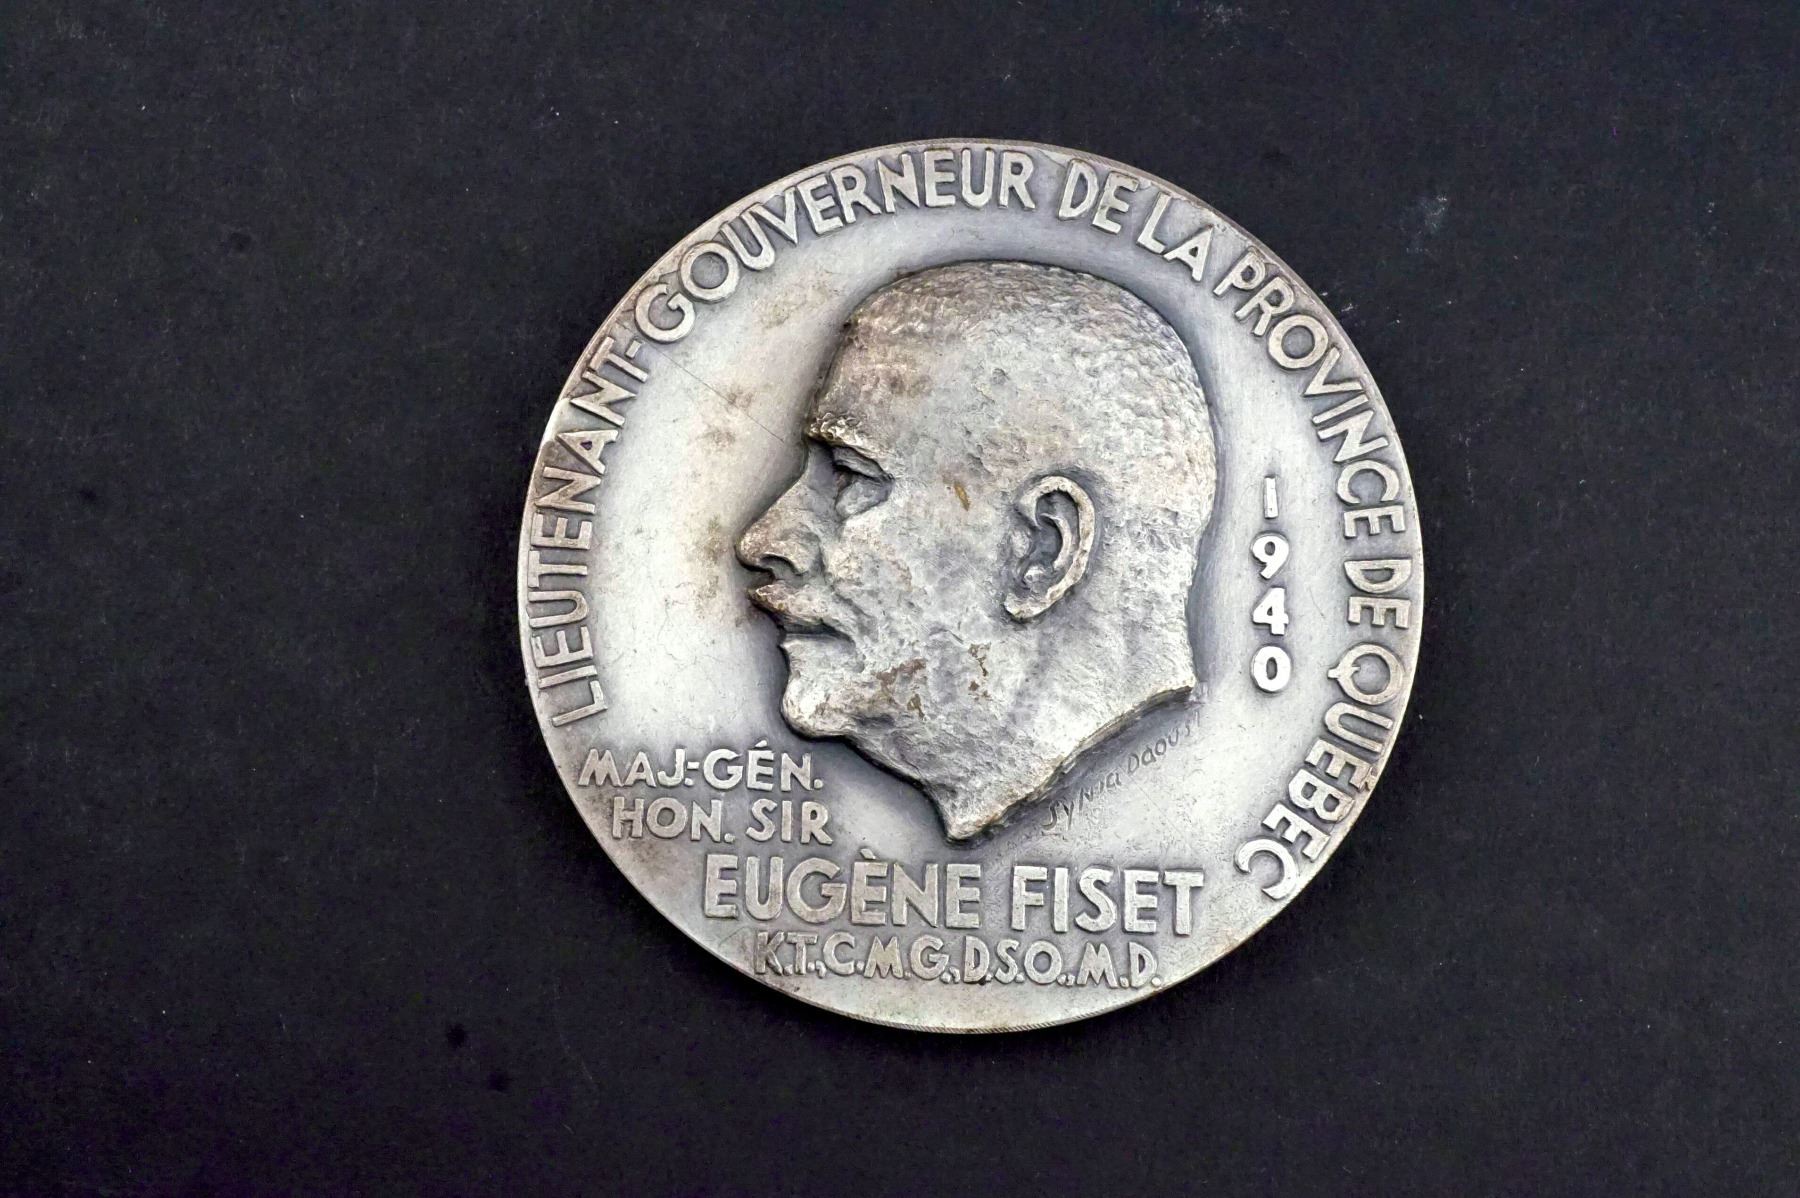 LIEUTENANT-GOUVERNEUR DE LA PROVINCE DE QUÉBEC
1940
MAJ.-GÉN.
HON. SIR
EUGÈNE FISET
K.T., C.M.G., D.S.O., M.D.
Sylvia Daoust